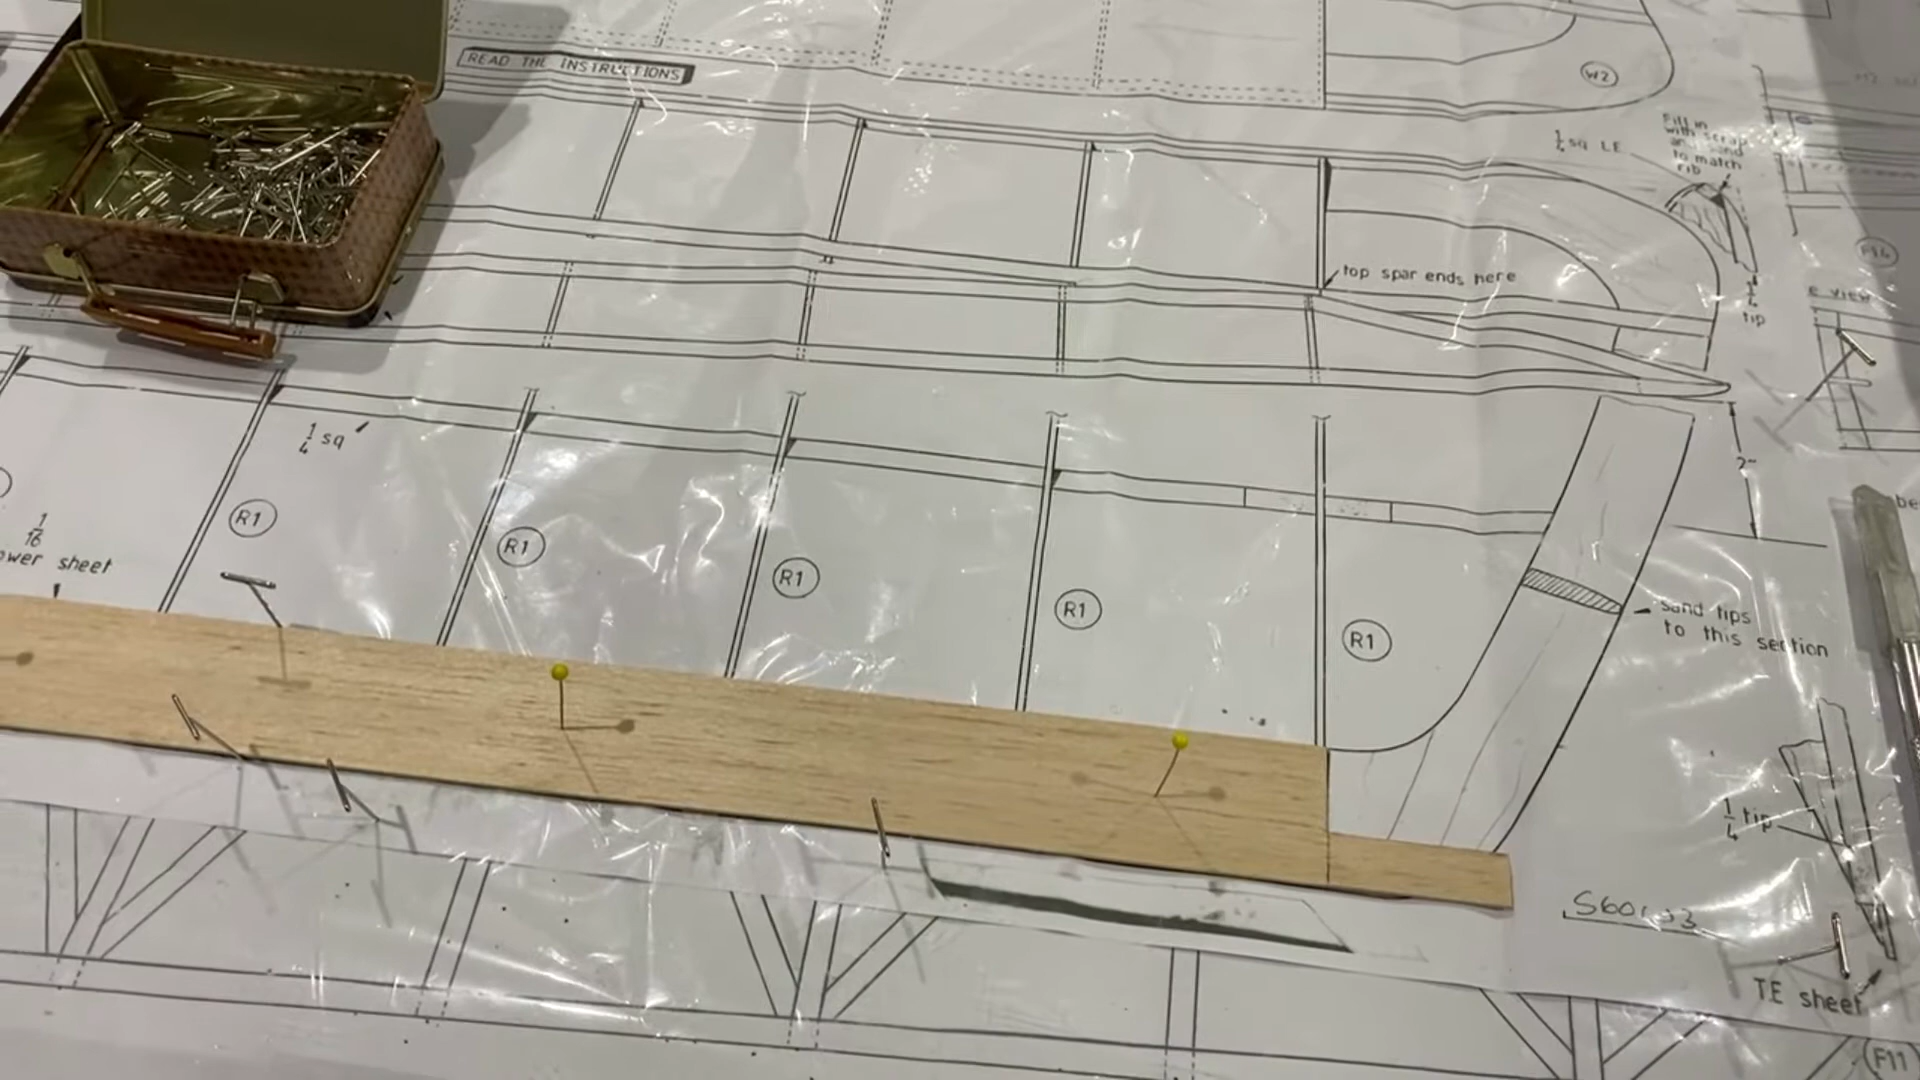 READ THE INSTRUCTIONS
W2
1/4 sq LE
Fill in
with scrap
and sand
to match
rib
top spar ends here
1/4
tip
E VIEW
1/4 sq
2"
R1
R1
R1
R1
R1
1/16
ower sheet
be
sand tips
to this section
1/4 tip
TE sheet
F11